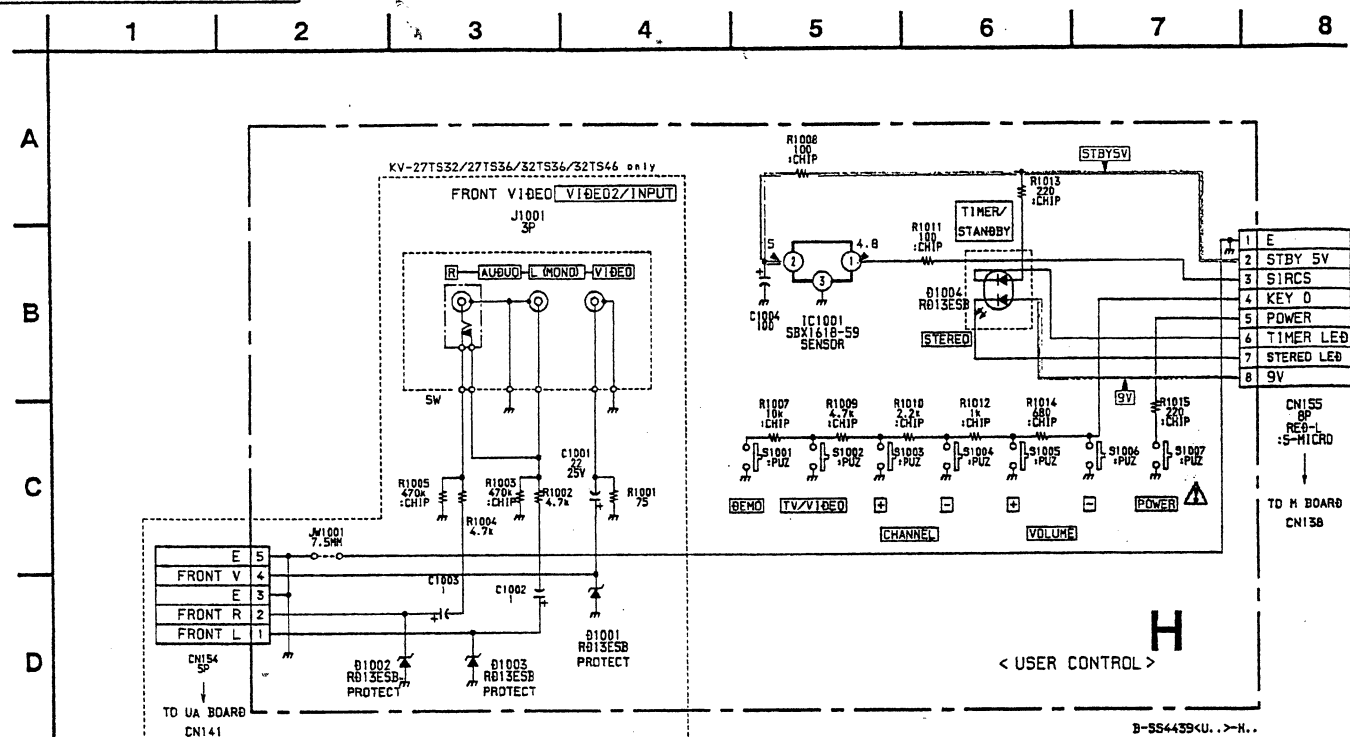 1 2 3 4 5 6 7 8
A
B
C
D
KV-27TS32/27TS36/32TS36/32TS46 only
FRONT VIDEO VIDEO2/INPUT
J1001
3P
R AUDUO L (MONO) VIDEO
SW
R1005
470k
:CHIP
R1004
4.7k
R1003
470k
:CHIP
R1002
4.7k
C1001
22
25V
R1001
75
JW1001
7.5MM
E 5
FRONT V 4
E 3
FRONT R 2
FRONT L 1
CN154
5P
TO UA BOARD
CN141
C1003
1
+
C1002
1
+
D1002
RD13ESB-
PROTECT
D1003
RD13ESB
PROTECT
D1001
RD13ESB
PROTECT
R1008
100
:CHIP
STBY5V
R1013
220
:CHIP
TIMER/
STANDBY
R1011
100
:CHIP
5
4.8
2
1
3
C1004
100
IC1001
SBX1618-59
SENSOR
D1004
RD13ESB
STEREO
9V
1 E
2 STBY 5V
3 SIRCS
4 KEY O
5 POWER
6 TIMER LED
7 STEREO LED
8 9V
CN155
8P
RED-L
:S-MICRO
TO M BOARD
CN138
R1007
10k
:CHIP
R1009
4.7k
:CHIP
R1010
2.2k
:CHIP
R1012
1k
:CHIP
R1014
680
:CHIP
R1015
220
:CHIP
S1001
:PUZ
S1002
:PUZ
S1003
:PUZ
S1004
:PUZ
S1005
:PUZ
S1006
:PUZ
S1007
:PUZ
DEMO TV/VIDEO + - + - POWER
CHANNEL VOLUME
H
< USER CONTROL >
B-SS4439<U..>-H..